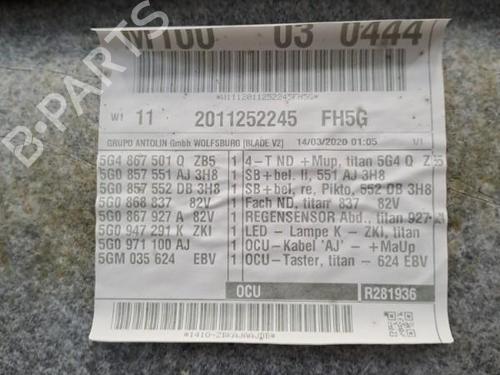 03 0444
*W1112011252245FH5G*
W1 11 2011252245 FH5G
GRUPO ANTOLIN Gmbh WOLFSBURG [BLADE V2] 14/03/2020 01:05 V1
5G4 867 501 Q ZB5 1 4-T ND +Mup, titan 5G4 Q
5G0 857 551 AJ 3H8 1 SB+bel. li, 551 AJ 3H8
5G0 857 552 DB 3H8 1 SB+bel, re, Pikto, 552 DB 3H8
5G0 868 837 82V 1 Fach ND, titan 837 82V
5G0 867 927 A 82V 1 REGENSENSOR Abd., titan 927
5G0 947 291 K ZKI 1 LED - Lampe K - ZKI, titan
5G0 971 100 AJ 1 OCU-Kabel 'AJ' +MaUp
5GM 035 624 EBV 1 OCU-Taster, titan -624 EBV
OCU R281936
B-PARTS